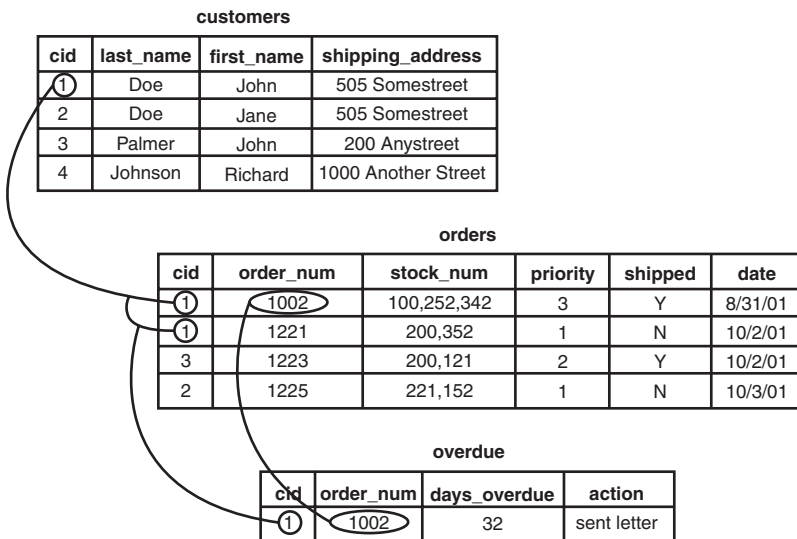 customers
cid last_name first_name shipping_address
1 Doe John 505 Somestreet
2 Doe Jane 505 Somestreet
3 Palmer John 200 Anystreet
4 Johnson Richard 1000 Another Street
orders
cid order_num stock_num priority shipped date
1 1002 100,252,342 3 Y 8/31/01
1 1221 200,352 1 N 10/2/01
3 1223 200,121 2 Y 10/2/01
2 1225 221,152 1 N 10/3/01
overdue
cid order_num days_overdue action
1 1002 32 sent letter